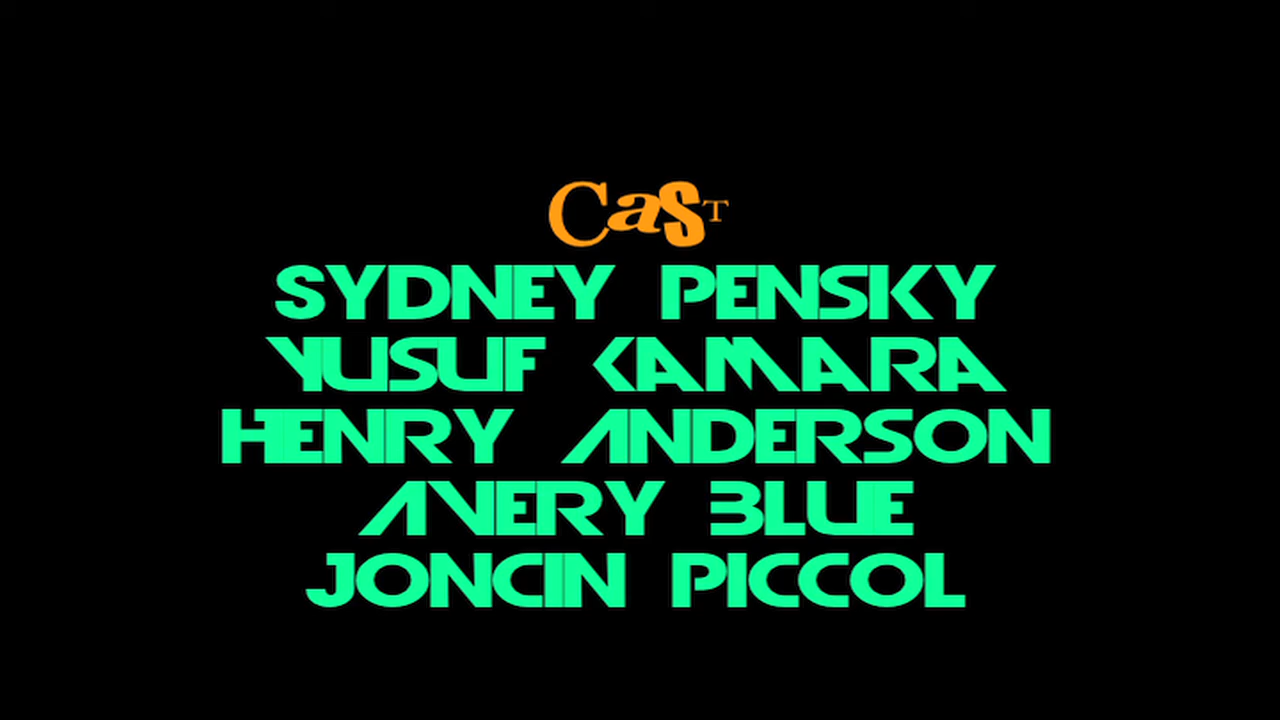 CasT
SYDNEY PENSKY
YUSUF KAMARA
HENRY ANDERSON
AVERY BLUE
JONCIN PICCOL